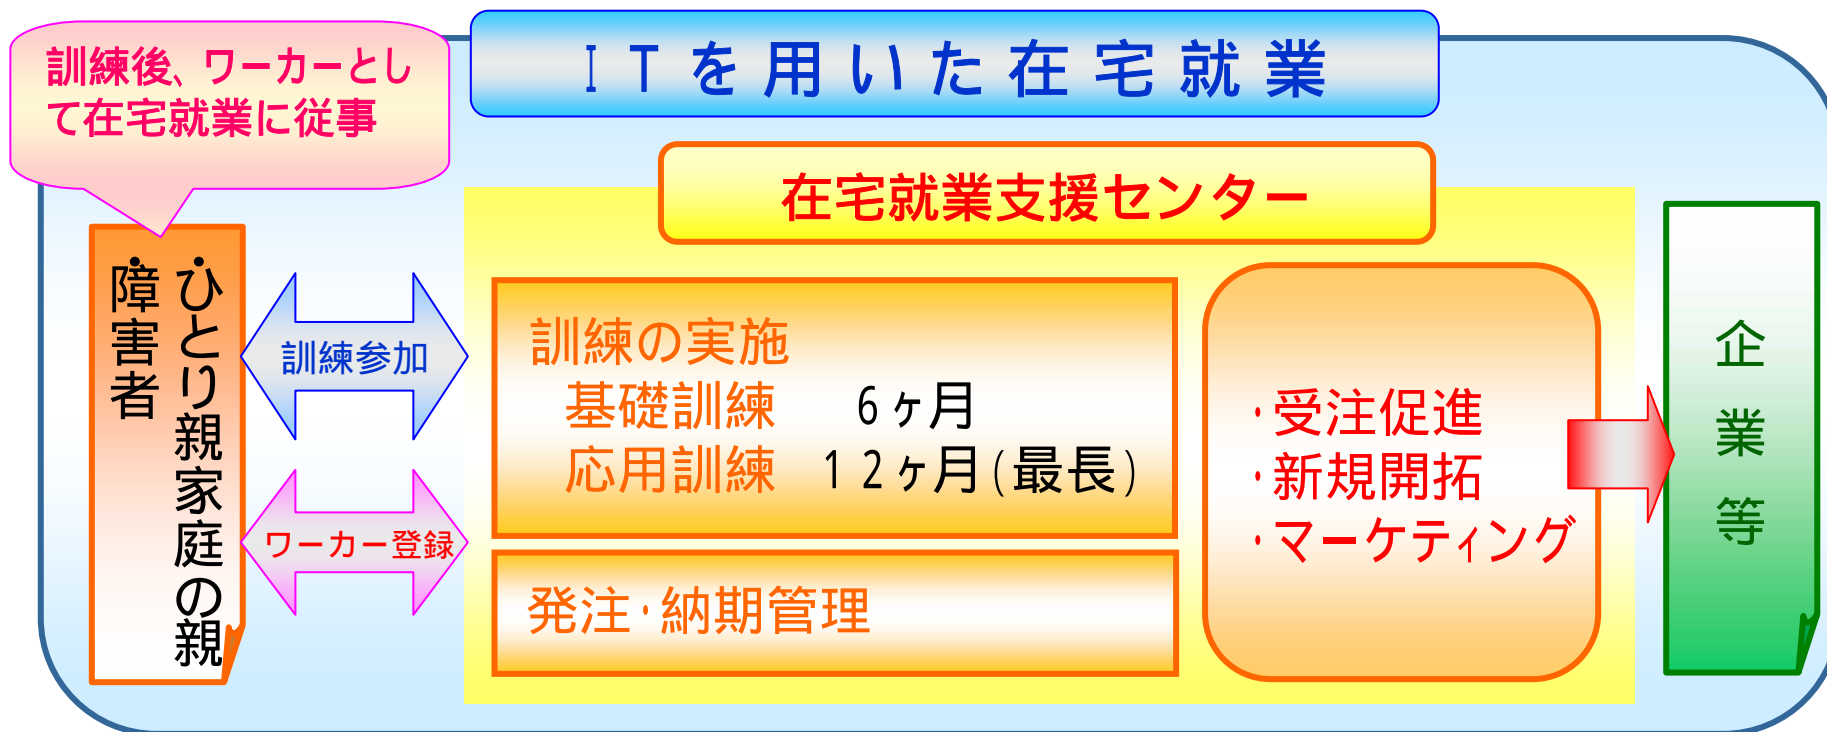 訓練後、ワーカーとし
て在宅就業に従事
ITを用いた在宅就業
在宅就業支援センター
・ひとり親家庭の親
・障害者
訓練参加
ワーカー登録
訓練の実施
基礎訓練　6ヶ月
応用訓練　12ヶ月(最長)
発注・納期管理
・受注促進
・新規開拓
・マーケティング
企業等